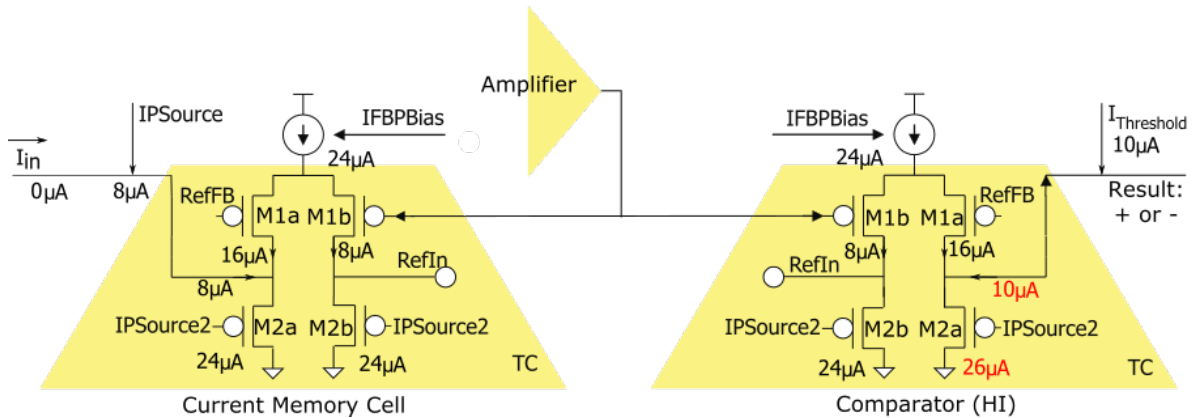 Amplifier
IPSource
IFBPBias
24µA
I_in
0µA
8µA
RefFB
M1a
M1b
16µA
8µA
RefIn
8µA
IPSource2
M2a
M2b
IPSource2
24µA
24µA
TC
Current Memory Cell
IFBPBias
24µA
I_Threshold
10µA
Result:
+ or -
RefFB
M1b
M1a
8µA
16µA
RefIn
10µA
IPSource2
M2b
M2a
IPSource2
24µA
26µA
TC
Comparator (HI)